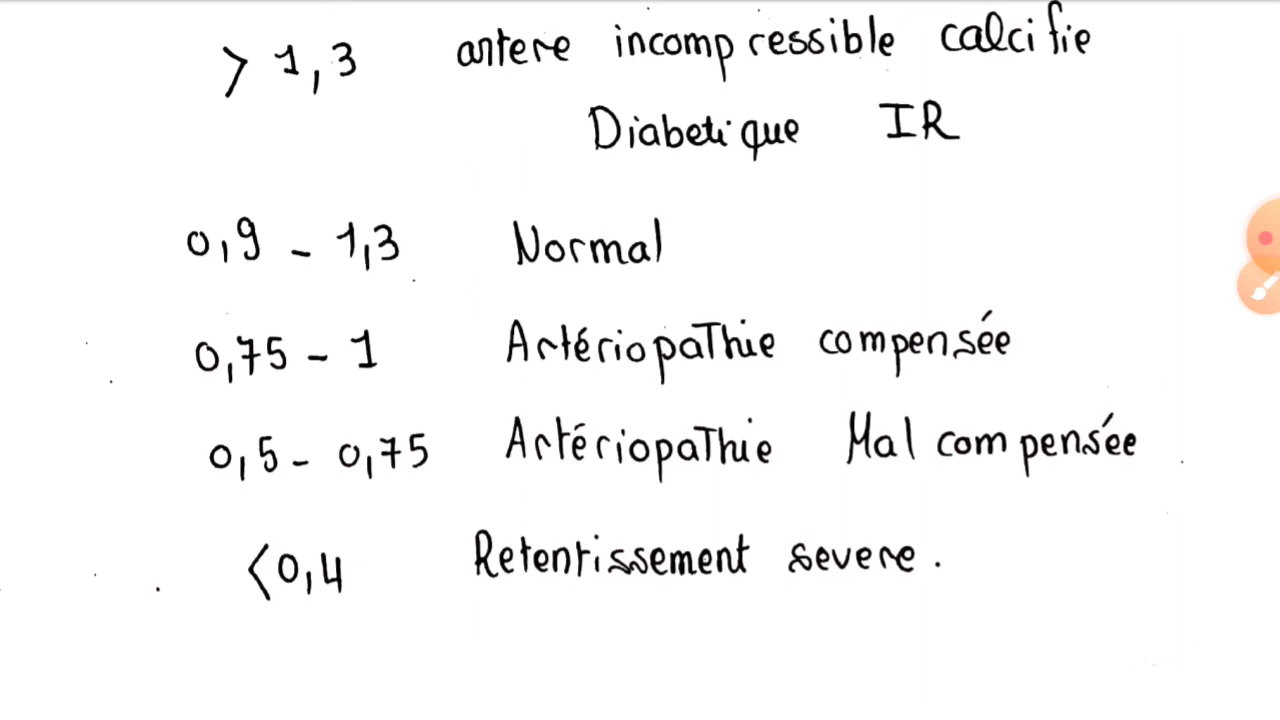 > 1,3 artere incompressible calcifie
Diabetique IR
0,9 - 1,3 Normal
0,75 - 1 Artériopathie compensée
0,5 - 0,75 Artériopathie Mal compensée
<0,4 Retentissement severe.